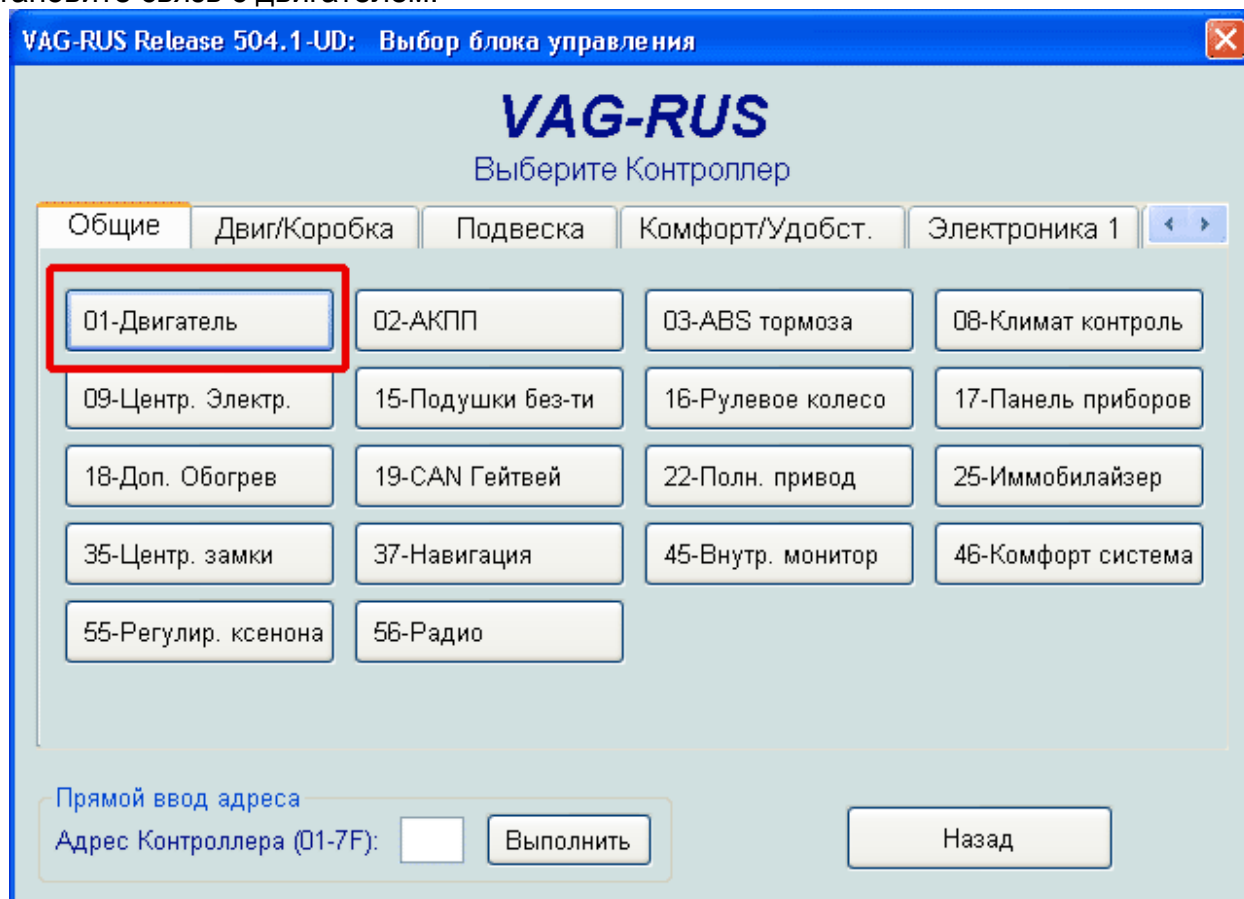 тановите связь с двигателем.
VAG-RUS Release 504.1-UD: Выбор блока управления
VAG-RUS
Выберите Контроллер
Общие Двиг/Коробка Подвеска Комфорт/Удобст. Электроника 1
01-Двигатель 02-АКПП 03-ABS тормоза 08-Климат контроль
09-Центр. Электр. 15-Подушки без-ти 16-Рулевое колесо 17-Панель приборов
18-Доп. Обогрев 19-CAN Гейтвей 22-Полн. привод 25-Иммобилайзер
35-Центр. замки 37-Навигация 45-Внутр. монитор 46-Комфорт система
55-Регулир. ксенона 56-Радио
Прямой ввод адреса
Адрес Контроллера (01-7F): Выполнить
Назад